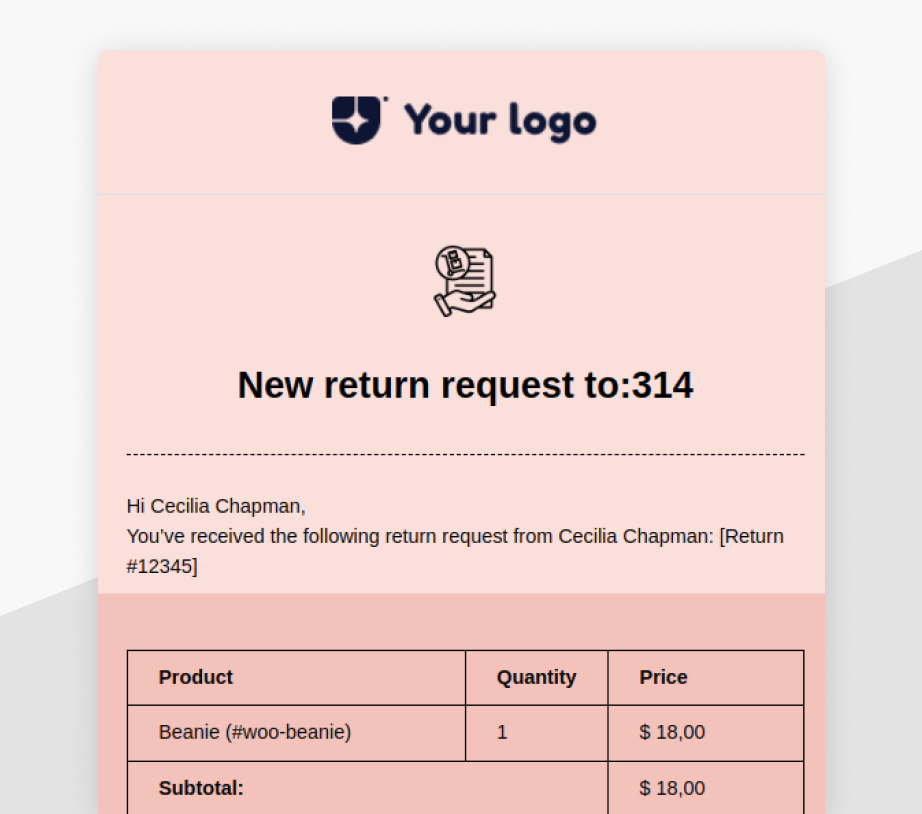 Your logo
New return request to:314
Hi Cecilia Chapman,
You've received the following return request from Cecilia Chapman: [Return
#12345]
Product Quantity Price
Beanie (#woo-beanie) 1 $ 18,00
Subtotal: $ 18,00